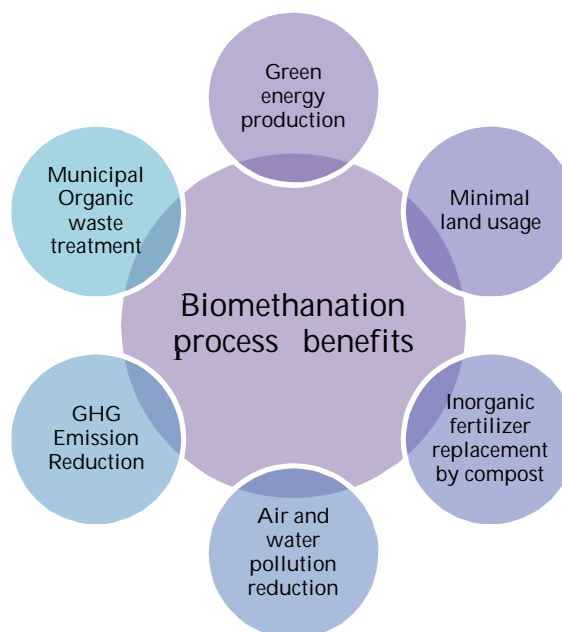 Green
energy
production
Minimal
land usage
Inorganic
fertilizer
replacement
by compost
Air and
water
pollution
reduction
GHG
Emission
Reduction
Municipal
Organic
waste
treatment
Biomethanation
process benefits